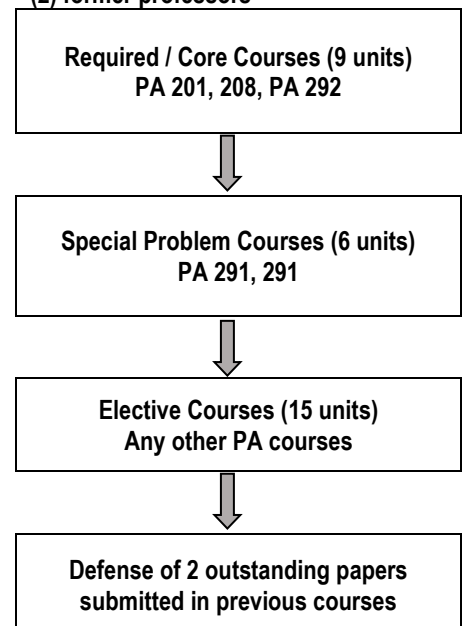 (2) former professors
Required / Core Courses (9 units)
PA 201, 208, PA 292
Special Problem Courses (6 units)
PA 291, 291
Elective Courses (15 units)
Any other PA courses
Defense of 2 outstanding papers
submitted in previous courses